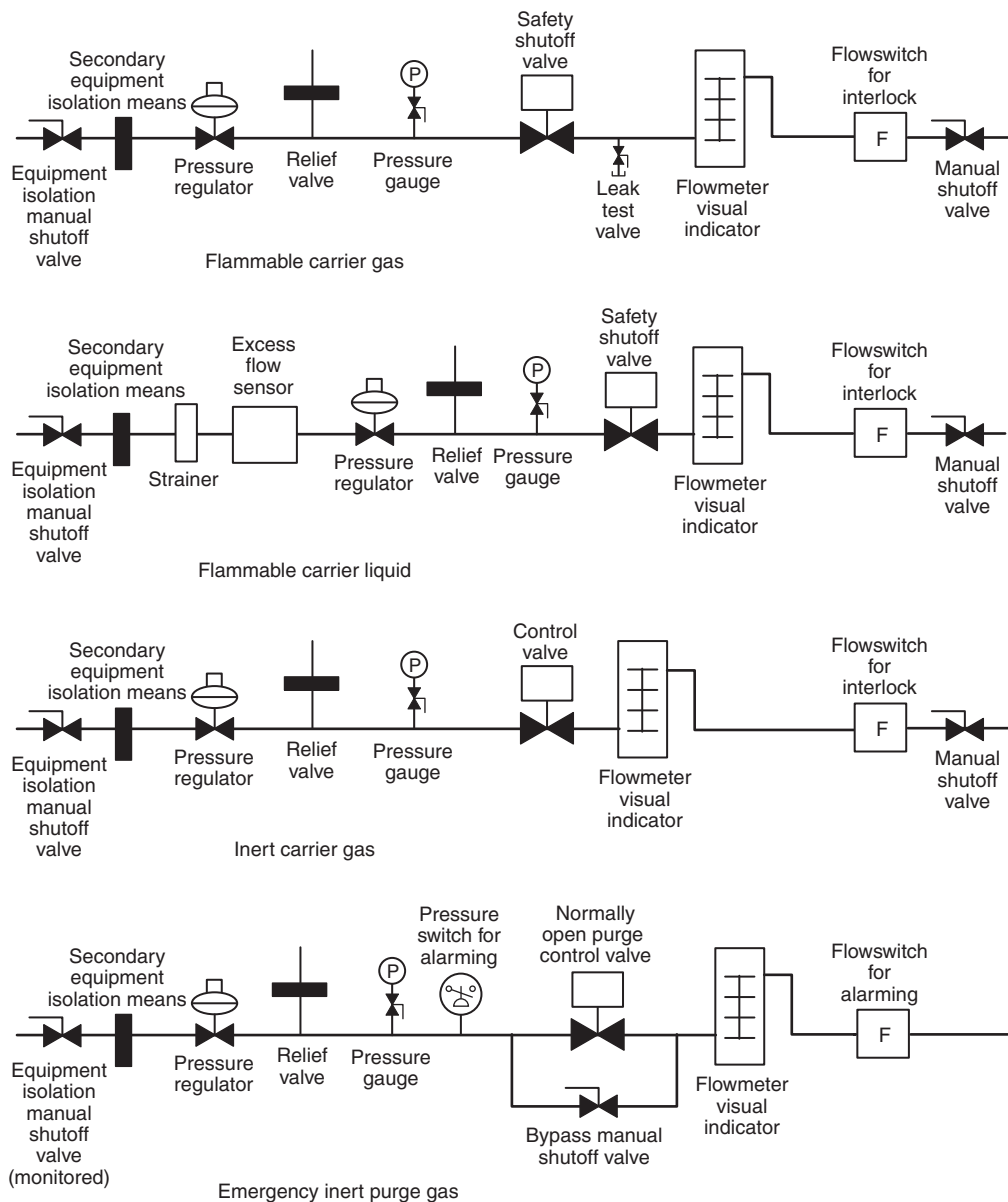 Safety
shutoff
valve
Secondary
equipment
isolation means
P
Flowswitch
for
interlock
F
Equipment
isolation
manual
shutoff
valve
Pressure
regulator
Relief
valve
Pressure
gauge
Leak
test
valve
Flowmeter
visual
indicator
Manual
shutoff
valve
Flammable carrier gas
Secondary
equipment
isolation means
Excess
flow
sensor
P
Safety
shutoff
valve
Flowswitch
for
interlock
F
Equipment
isolation
manual
shutoff
valve
Strainer
Pressure
regulator
Relief
valve
Pressure
gauge
Flowmeter
visual
indicator
Manual
shutoff
valve
Flammable carrier liquid
Secondary
equipment
isolation means
P
Control
valve
Flowswitch
for
interlock
F
Equipment
isolation
manual
shutoff
valve
Pressure
regulator
Relief
valve
Pressure
gauge
Flowmeter
visual
indicator
Manual
shutoff
valve
Inert carrier gas
Secondary
equipment
isolation means
P
Pressure
switch for
alarming
Normally
open purge
control valve
Flowswitch
for
alarming
F
Equipment
isolation
manual
shutoff
valve
(monitored)
Pressure
regulator
Relief
valve
Pressure
gauge
Bypass manual
shutoff valve
Flowmeter
visual
indicator
Emergency inert purge gas